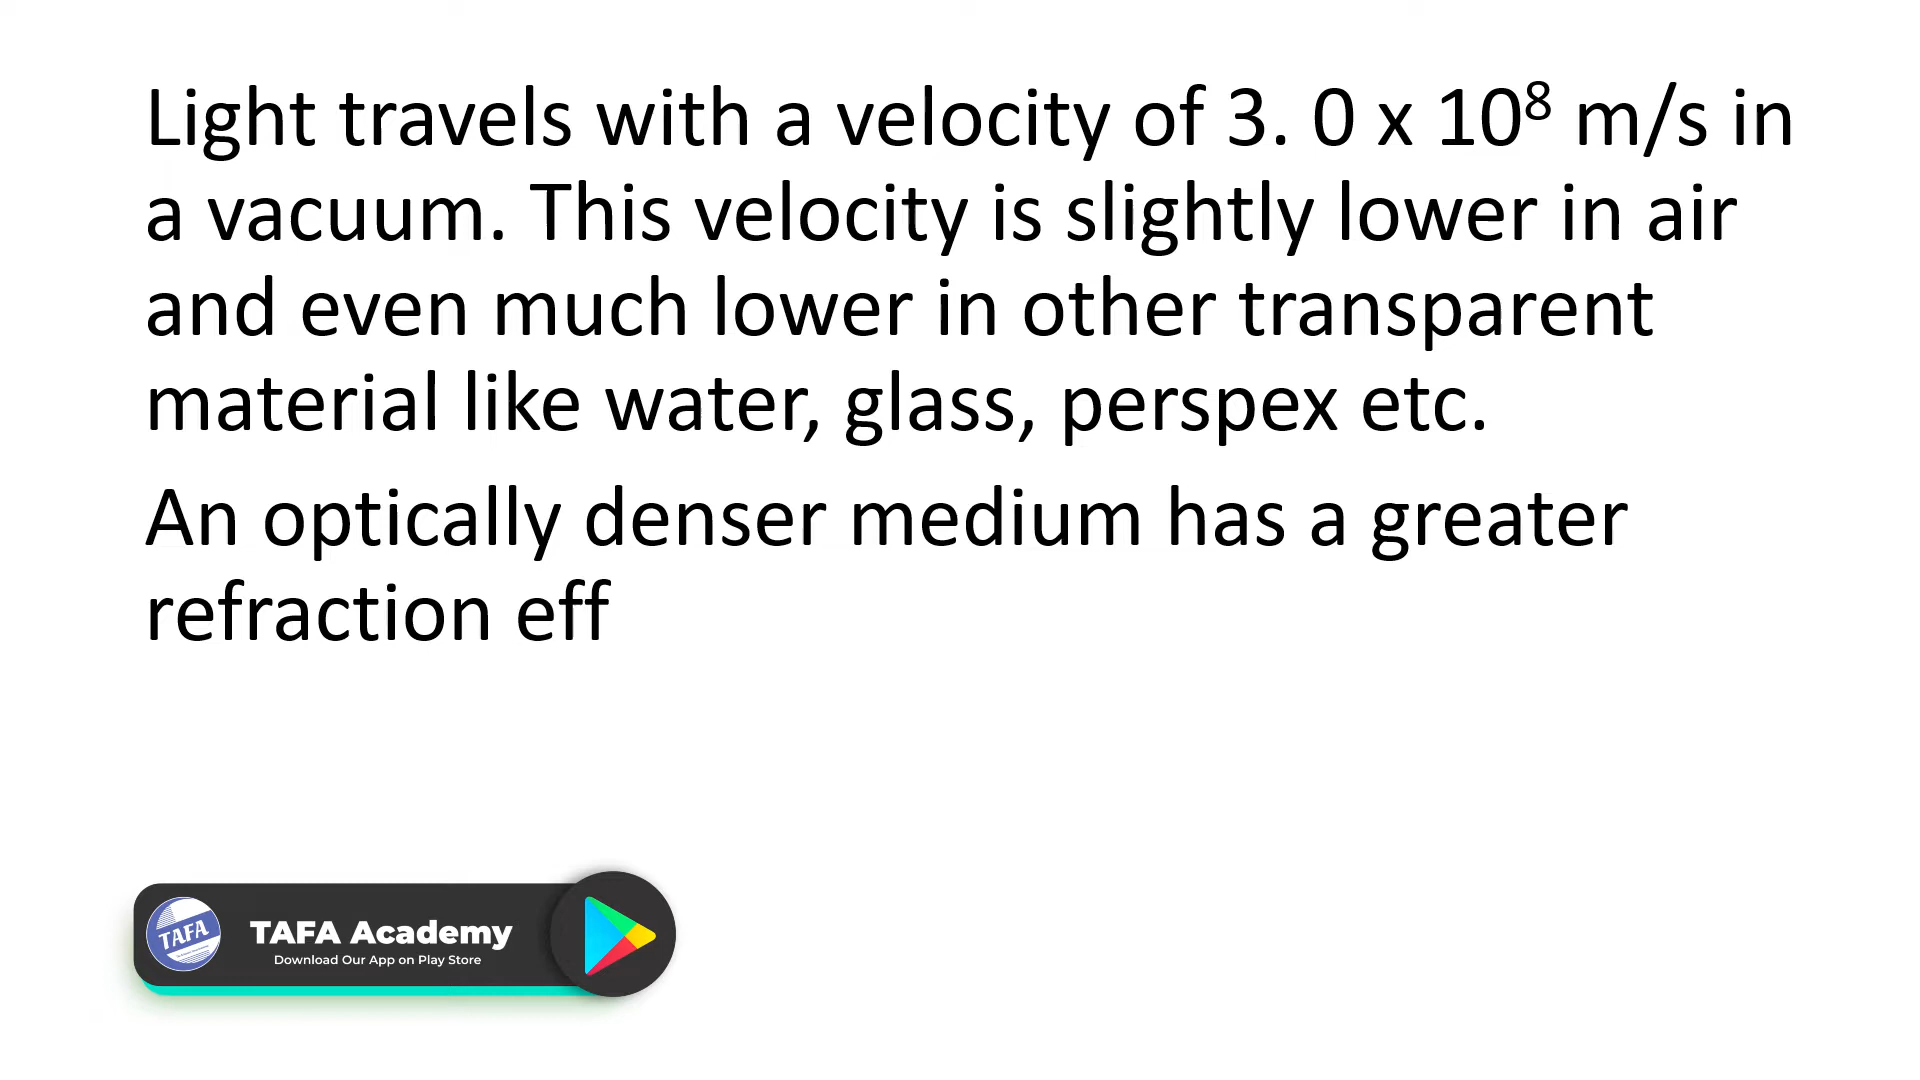 Light travels with a velocity of 3. 0 x 10⁸ m/s in
a vacuum. This velocity is slightly lower in air
and even much lower in other transparent
material like water, glass, perspex etc.
An optically denser medium has a greater
refraction eff
TAFA
TAFA Academy
Download Our App on Play Store